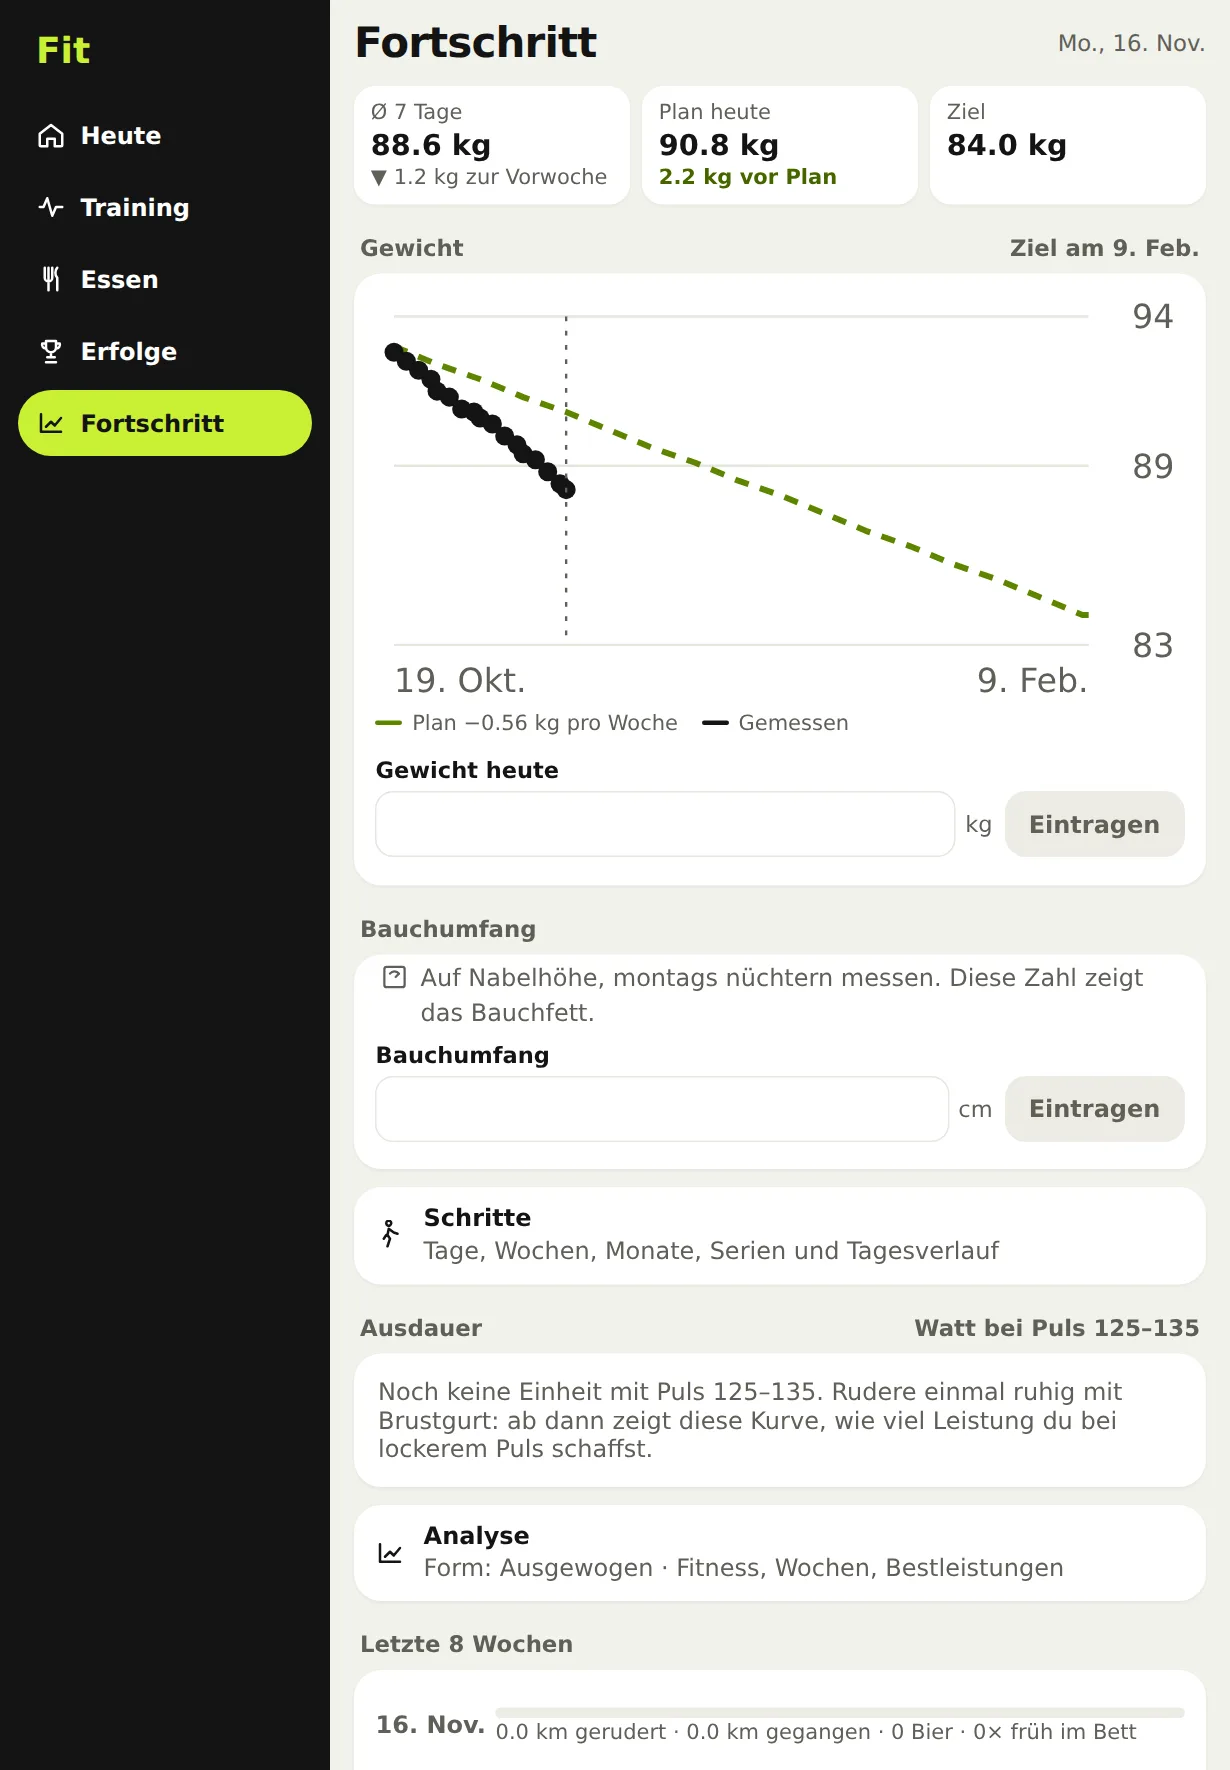 Fit
Heute
Training
Essen
Erfolge
Fortschritt
Fortschritt
Mo., 16. Nov.
Ø 7 Tage
88.6 kg
▼ 1.2 kg zur Vorwoche
Plan heute
90.8 kg
2.2 kg vor Plan
Ziel
84.0 kg
Gewicht
Ziel am 9. Feb.
94
89
83
19. Okt.
9. Feb.
Plan −0.56 kg pro Woche
Gemessen
Gewicht heute
kg
Eintragen
Bauchumfang
Auf Nabelhöhe, montags nüchtern messen. Diese Zahl zeigt
das Bauchfett.
Bauchumfang
cm
Eintragen
Schritte
Tage, Wochen, Monate, Serien und Tagesverlauf
Ausdauer
Watt bei Puls 125–135
Noch keine Einheit mit Puls 125–135. Rudere einmal ruhig mit
Brustgurt: ab dann zeigt diese Kurve, wie viel Leistung du bei
lockerem Puls schaffst.
Analyse
Form: Ausgewogen · Fitness, Wochen, Bestleistungen
Letzte 8 Wochen
16. Nov.
0.0 km gerudert · 0.0 km gegangen · 0 Bier · 0× früh im Bett